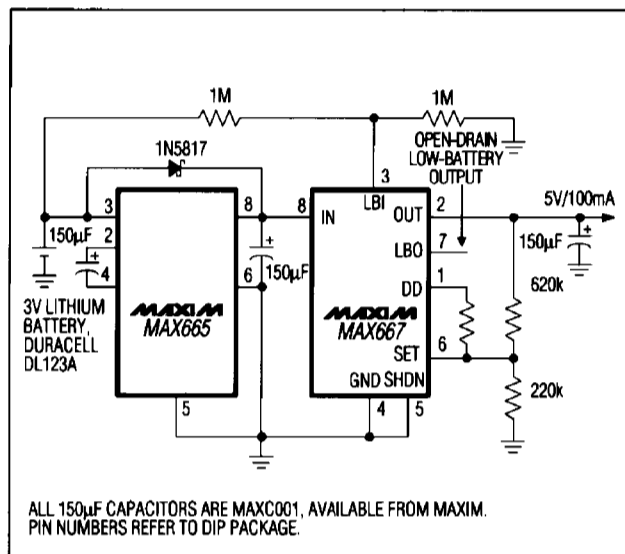 1M
1M
1N5817
OPEN-DRAIN
LOW-BATTERY
OUTPUT
3
3
8
8
IN
LBI
OUT
2
5V/100mA
150µF
2
+
4
+
150µF
6
LBO
7
150µF
+
DD
1
620k
3V LITHIUM
BATTERY,
DURACELL
DL123A
MAXIM
MAX665
MAXIM
MAX667
SET
6
GND SHDN
220k
5
4
5
ALL 150µF CAPACITORS ARE MAXC001, AVAILABLE FROM MAXIM.
PIN NUMBERS REFER TO DIP PACKAGE.